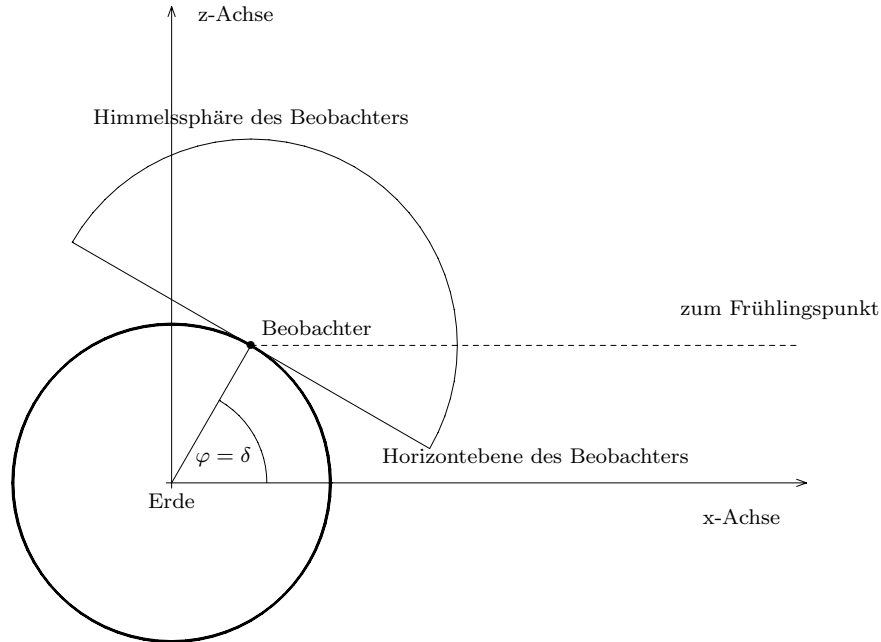 z-Achse
Himmelssphäre des Beobachters
zum Frühlingspunkt
Beobachter
φ = δ
Horizontebene des Beobachters
Erde
x-Achse